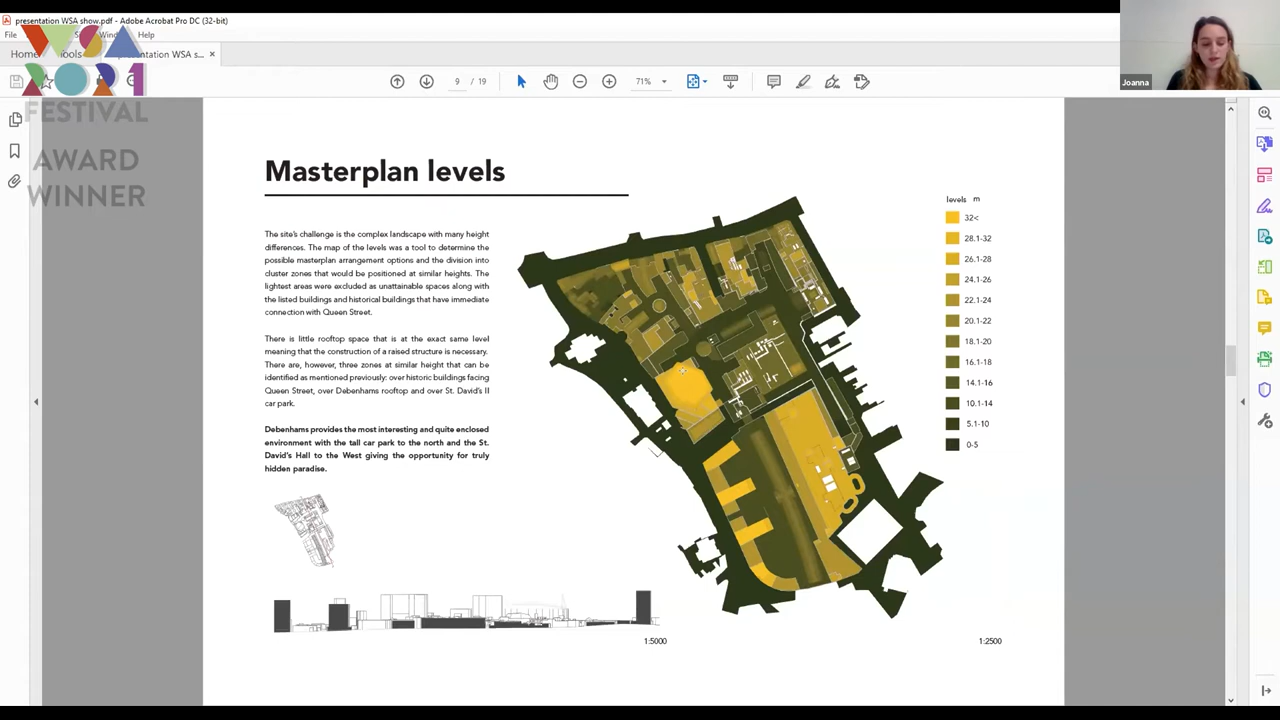 presentation WSA show.pdf - Adobe Acrobat Pro DC (32-bit)
File
Help
Home
Tools
presentation WSA s...
×
9 / 19
71%
Joanna
WSA
2021
FESTIVAL
AWARD
WINNER
Masterplan levels
The site's challenge is the complex landscape with many height
differences. The map of the levels was a tool to determine the
possible masterplan arrangement options and the division into
cluster zones that would be positioned at similar heights. The
lightest areas were excluded as unattainable spaces along with
the listed buildings and historical buildings that have immediate
connection with Queen Street.
There is little rooftop space that is at the exact same level
meaning that the construction of a raised structure is necessary.
There are, however, three zones at similar height that can be
identified as mentioned previously: over historic buildings facing
Queen Street, over Debenhams rooftop and over St. David's II
car park.
Debenhams provides the most interesting and quite enclosed
environment with the tall car park to the north and the St.
David's Hall to the West giving the opportunity for truly
hidden paradise.
levels m
32<
28.1-32
26.1-28
24.1-26
22.1-24
20.1-22
18.1-20
16.1-18
14.1-16
10.1-14
5.1-10
0-5
1:5000
1:2500